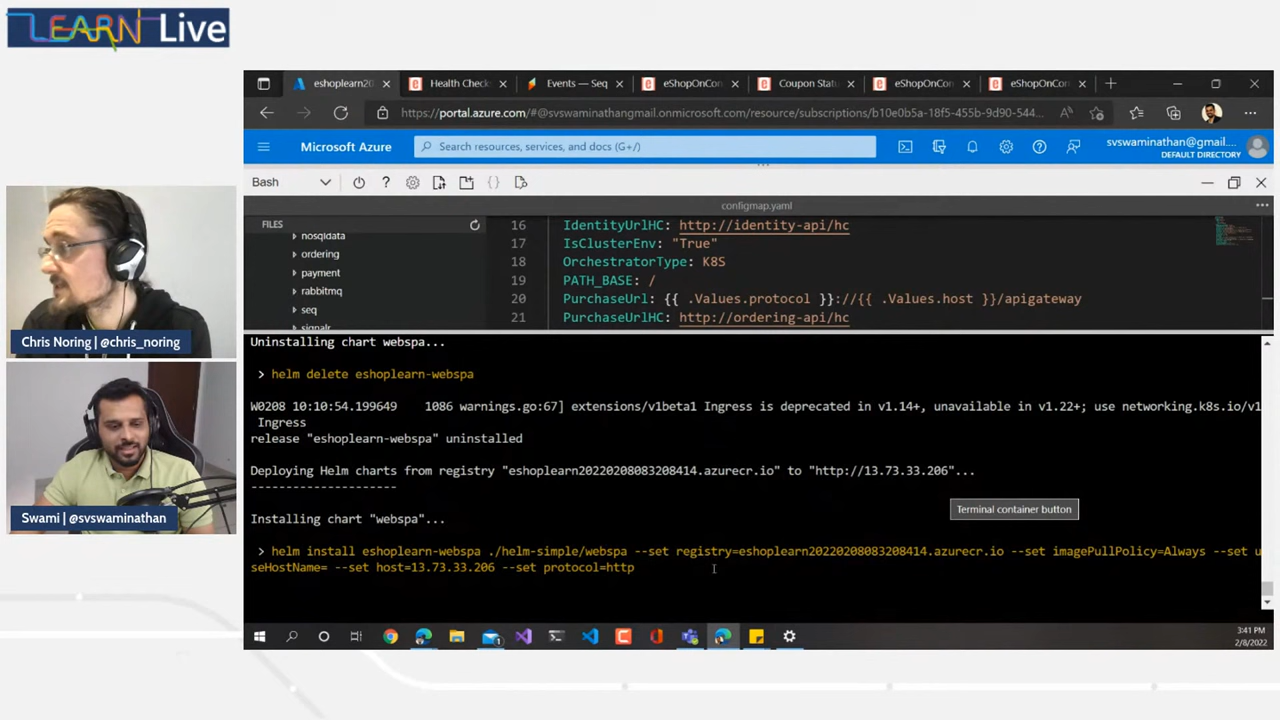 LEARN Live
eshoplearn20
Health Check
Events — Seq
eShopOnCon
Coupon Statu
eShopOnCon
eShopOnCon
https://portal.azure.com/#@svswaminathangmail.onmicrosoft.com/resource/subscriptions/b10e0b5a-18f5-455b-9d90-544...
Microsoft Azure
Search resources, services, and docs (G+/)
svswaminathan@gmail....
DEFAULT DIRECTORY
Bash
configmap.yaml
FILES
nosqldata
ordering
payment
rabbitmq
seq
signalr
16 IdentityUrlHC: http://identity-api/hc
17 IsClusterEnv: "True"
18 OrchestratorType: K8S
19 PATH_BASE: /
20 PurchaseUrl: {{ .Values.protocol }}://{{ .Values.host }}/apigateway
21 PurchaseUrlHC: http://ordering-api/hc
Uninstalling chart webspa...
> helm delete eshoplearn-webspa
W0208 10:10:54.199649 1086 warnings.go:67] extensions/v1beta1 Ingress is deprecated in v1.14+, unavailable in v1.22+; use networking.k8s.io/v1
Ingress
release "eshoplearn-webspa" uninstalled
Deploying Helm charts from registry "eshoplearn20220208083208414.azurecr.io" to "http://13.73.33.206"...
--------------------
Installing chart "webspa"...
> helm install eshoplearn-webspa ./helm-simple/webspa --set registry=eshoplearn20220208083208414.azurecr.io --set imagePullPolicy=Always --set u
seHostName= --set host=13.73.33.206 --set protocol=http
Terminal container button
Chris Noring | @chris_noring
Swami | @svswaminathan
3:41 PM
2/8/2022